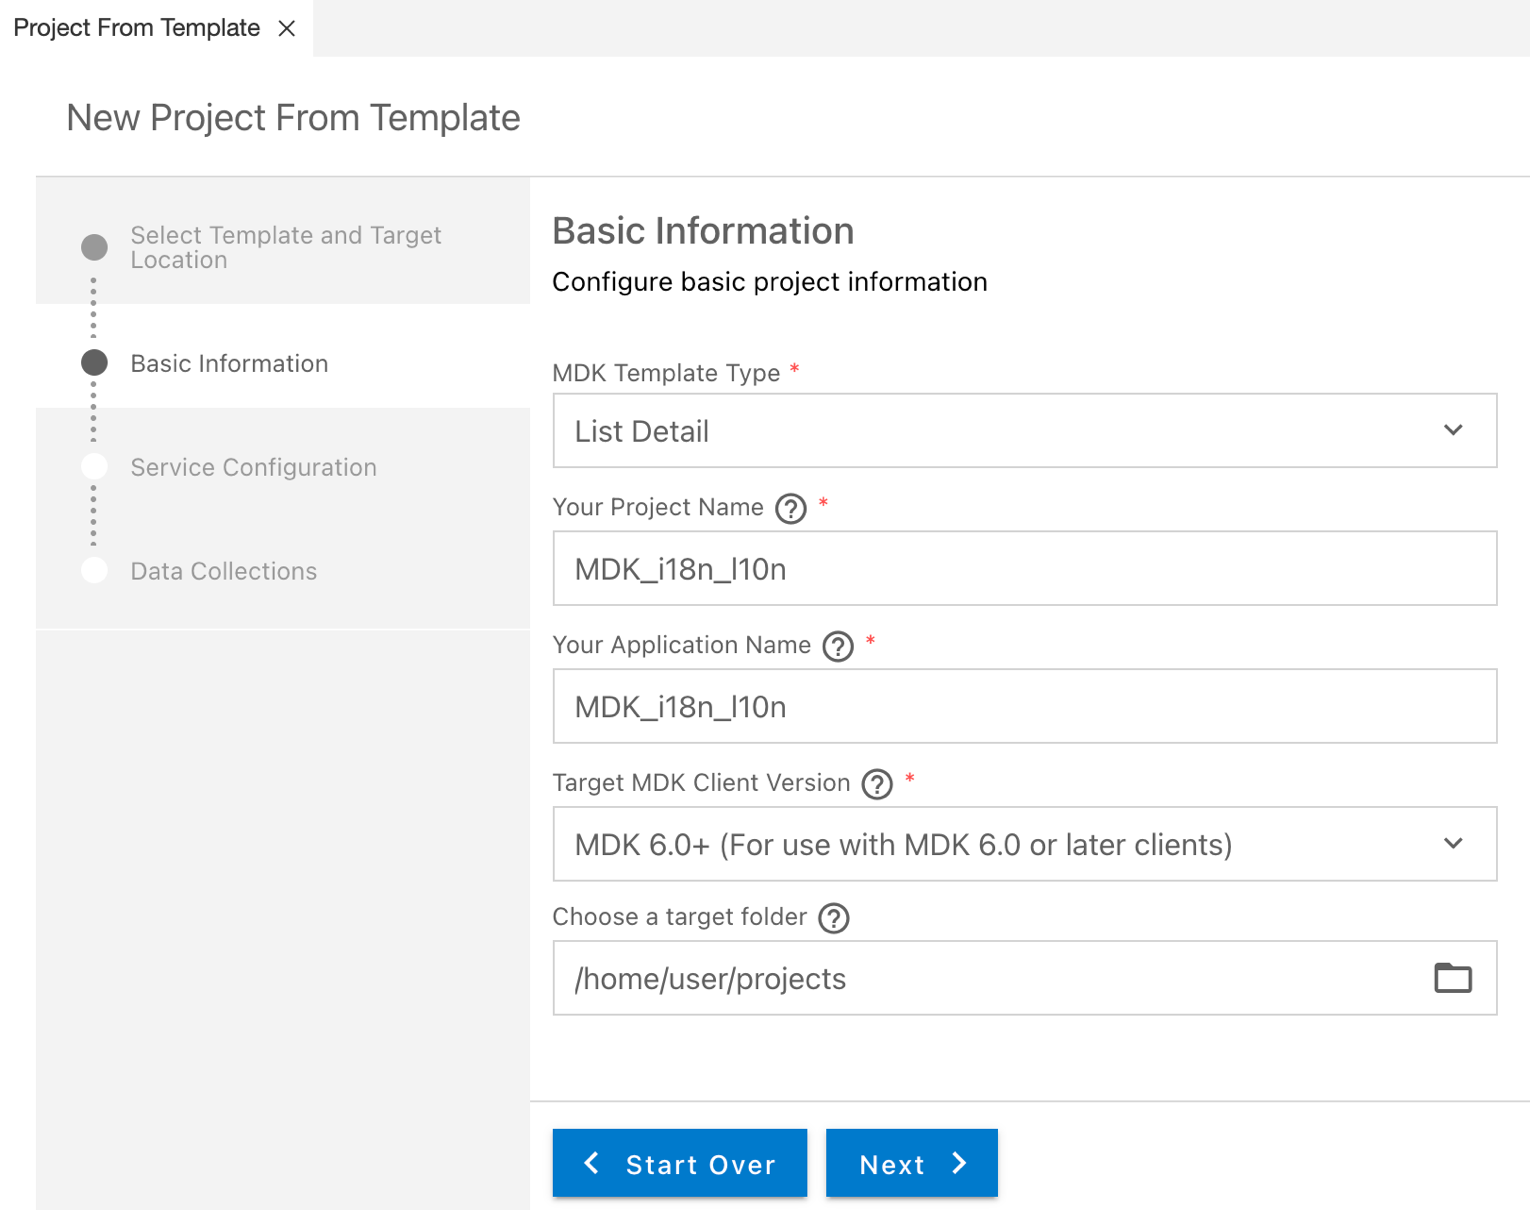 Project From Template
New Project From Template
Select Template and Target
Location
Basic Information
Service Configuration
Data Collections
Basic Information
Configure basic project information
MDK Template Type *
List Detail
Your Project Name ? *
MDK_i18n_l10n
Your Application Name ? *
MDK_i18n_l10n
Target MDK Client Version ? *
MDK 6.0+ (For use with MDK 6.0 or later clients)
Choose a target folder ?
/home/user/projects
Start Over
Next